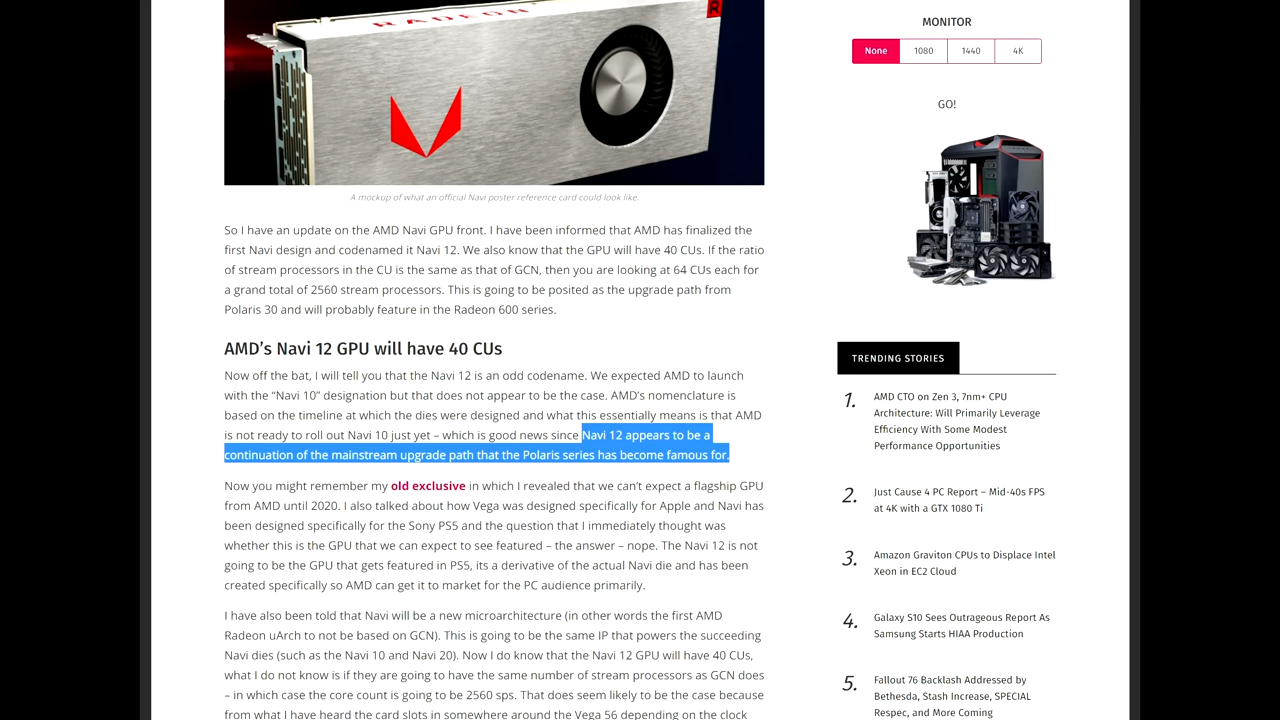 RADEON
R
A mockup of what an official Navi poster reference card could look like.
So I have an update on the AMD Navi GPU front. I have been informed that AMD has finalized the
first Navi design and codenamed it Navi 12. We also know that the GPU will have 40 CUs. If the ratio
of stream processors in the CU is the same as that of GCN, then you are looking at 64 CUs each for
a grand total of 2560 stream processors. This is going to be posited as the upgrade path from
Polaris 30 and will probably feature in the Radeon 600 series.
AMD’s Navi 12 GPU will have 40 CUs
Now off the bat, I will tell you that the Navi 12 is an odd codename. We expected AMD to launch
with the “Navi 10” designation but that does not appear to be the case. AMD’s nomenclature is
based on the timeline at which the dies were designed and what this essentially means is that AMD
is not ready to roll out Navi 10 just yet – which is good news since Navi 12 appears to be a
continuation of the mainstream upgrade path that the Polaris series has become famous for.
Now you might remember my old exclusive in which I revealed that we can’t expect a flagship GPU
from AMD until 2020. I also talked about how Vega was designed specifically for Apple and Navi has
been designed specifically for the Sony PS5 and the question that I immediately thought was
whether this is the GPU that we can expect to see featured – the answer – nope. The Navi 12 is not
going to be the GPU that gets featured in PS5, its a derivative of the actual Navi die and has been
created specifically so AMD can get it to market for the PC audience primarily.
I have also been told that Navi will be a new microarchitecture (in other words the first AMD
Radeon uArch to not be based on GCN). This is going to be the same IP that powers the succeeding
Navi dies (such as the Navi 10 and Navi 20). Now I do know that the Navi 12 GPU will have 40 CUs,
what I do not know is if they are going to have the same number of stream processors as GCN does
– in which case the core count is going to be 2560 sps. That does seem likely to be the case because
from what I have heard the card slots in somewhere around the Vega 56 depending on the clock
MONITOR
None 1080 1440 4K
GO!
TRENDING STORIES
1. AMD CTO on Zen 3, 7nm+ CPU
Architecture: Will Primarily Leverage
Efficiency With Some Modest
Performance Opportunities
2. Just Cause 4 PC Report – Mid-40s FPS
at 4K with a GTX 1080 Ti
3. Amazon Graviton CPUs to Displace Intel
Xeon in EC2 Cloud
4. Galaxy S10 Sees Outrageous Report As
Samsung Starts HIAA Production
5. Fallout 76 Backlash Addressed by
Bethesda, Stash Increase, SPECIAL
Respec, and More Coming